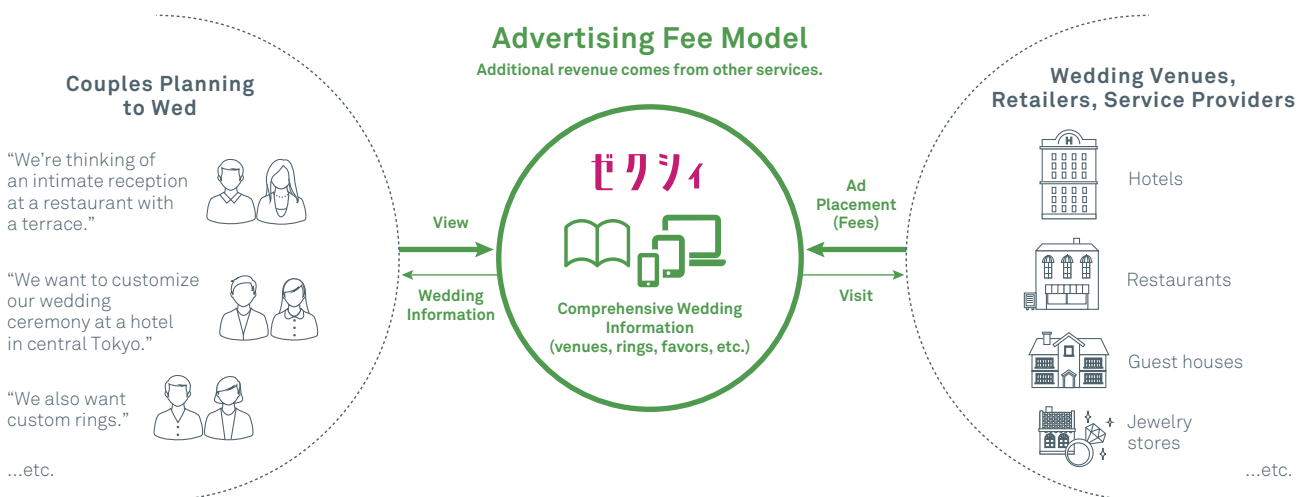 Advertising Fee Model
Additional revenue comes from other services.
Couples Planning
to Wed
“We’re thinking of
an intimate reception
at a restaurant with
a terrace.”
“We want to customize
our wedding
ceremony at a hotel
in central Tokyo.”
“We also want
custom rings.”
...etc.
View
Wedding
Information
ゼクシィ
Comprehensive Wedding
Information
(venues, rings, favors, etc.)
Ad
Placement
(Fees)
Visit
Wedding Venues,
Retailers, Service Providers
H
Hotels
Restaurants
Guest houses
Jewelry
stores
...etc.